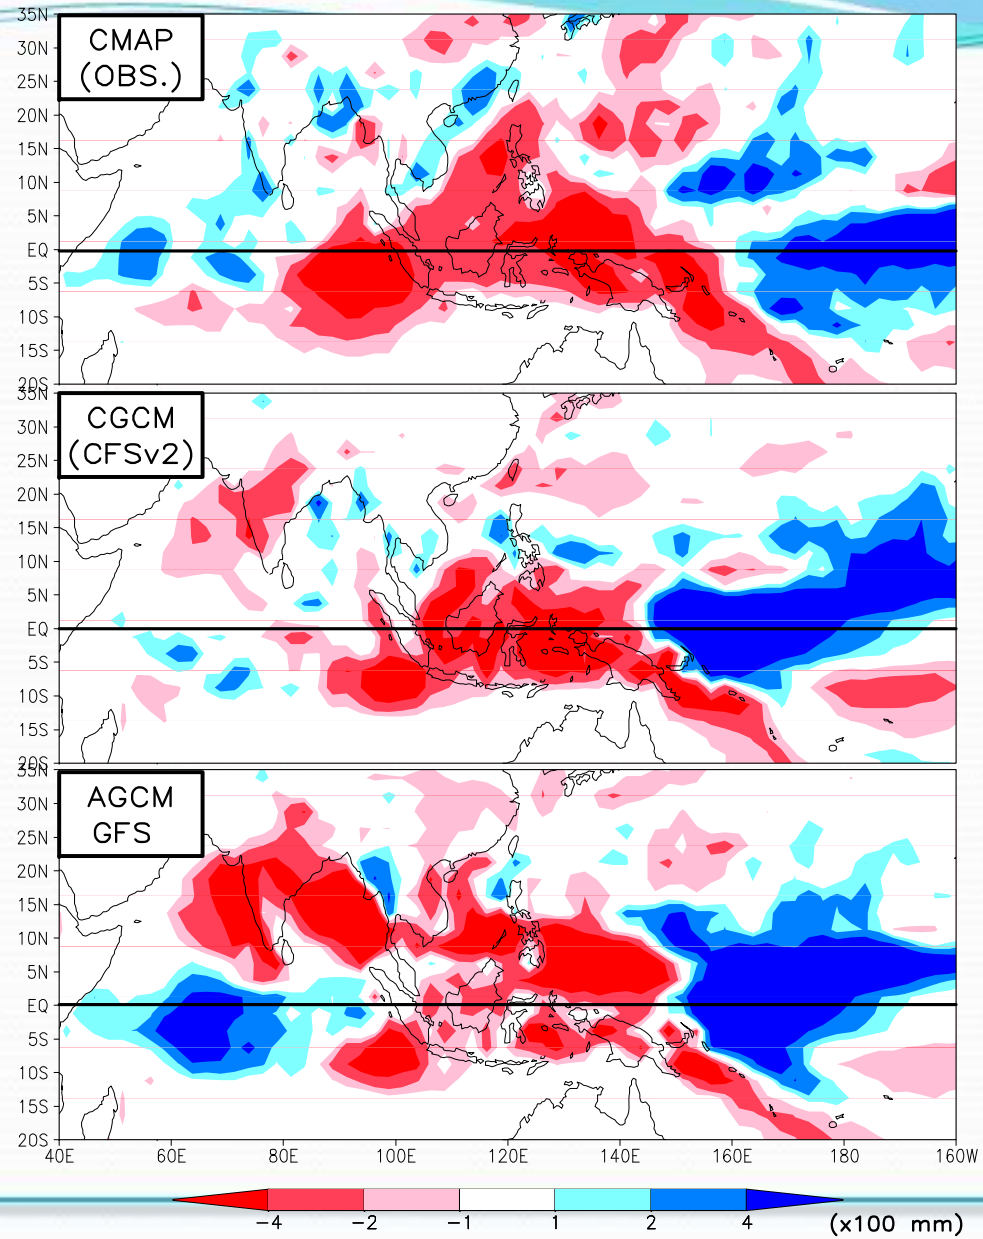 35N
CMAP
(OBS.)
30N
25N
20N
15N
10N
5N
EQ
5S
10S
15S
20S
35N
CGCM
(CFSv2)
30N
25N
20N
15N
10N
5N
EQ
5S
10S
15S
20S
35N
AGCM
GFS
30N
25N
20N
15N
10N
5N
EQ
5S
10S
15S
20S
40E 60E 80E 100E 120E 140E 160E 180 160W
−4 −2 −1 1 2 4 (x100 mm)